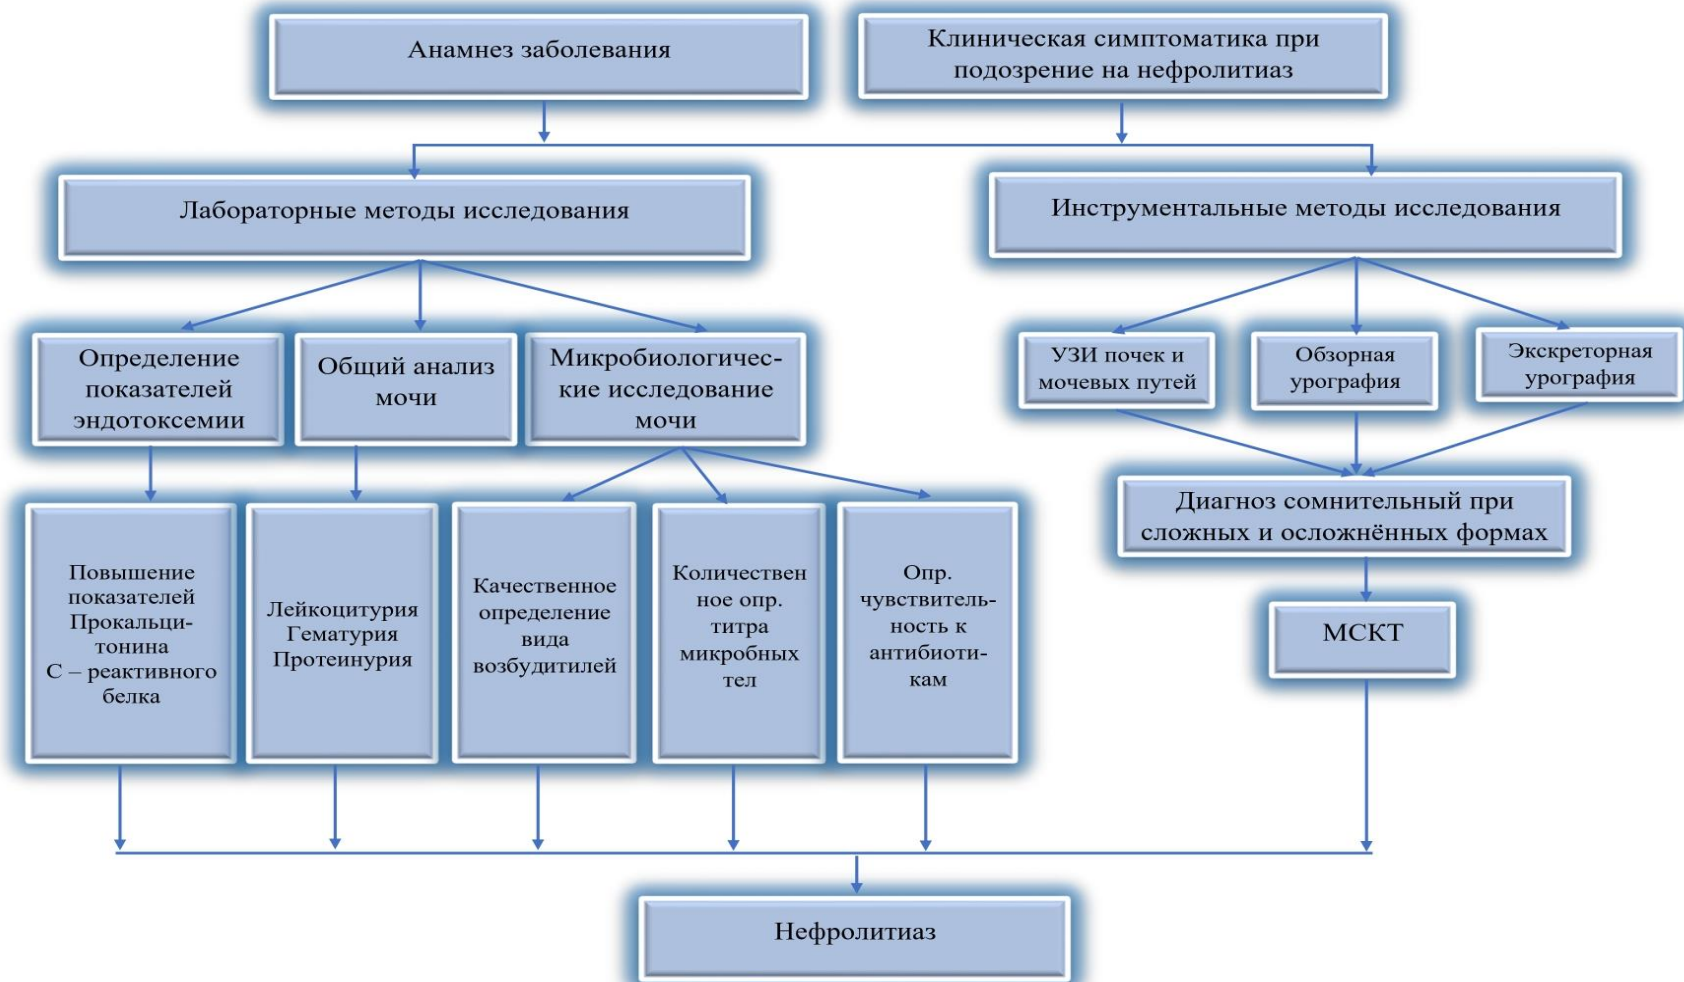 Анамнез заболевания
Клиническая симптоматика при
подозрение на нефролитиаз
Лабораторные методы исследования
Инструментальные методы исследования
Определение
показателей
эндотоксемии
Общий анализ
мочи
Микробиологичес-
кие исследование
мочи
УЗИ почек и
мочевых путей
Обзорная
урография
Экскреторная
урография
Диагноз сомнительный при
сложных и осложнённых формах
Повышение
показателей
Прокальци-
тонина
С – реактивного
белка
Лейкоцитурия
Гематурия
Протеинурия
Качественное
определение
вида
возбудитилей
Количествен
ное опр.
титра
микробных
тел
Опр.
чувствитель-
ность к
антибиоти-
кам
МСКТ
Нефролитиаз